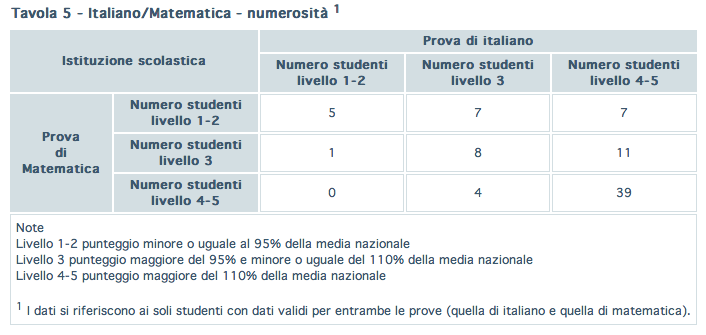 Tavola 5 - Italiano/Matematica - numerosità 1
Istituzione scolastica
Prova di italiano
Numero studenti livello 1-2
Numero studenti livello 3
Numero studenti livello 4-5
Prova di Matematica
Numero studenti livello 1-2
5 7 7
Numero studenti livello 3
1 8 11
Numero studenti livello 4-5
0 4 39
Note
Livello 1-2 punteggio minore o uguale al 95% della media nazionale
Livello 3 punteggio maggiore del 95% e minore o uguale del 110% della media nazionale
Livello 4-5 punteggio maggiore del 110% della media nazionale
1 I dati si riferiscono ai soli studenti con dati validi per entrambe le prove (quella di italiano e quella di matematica).